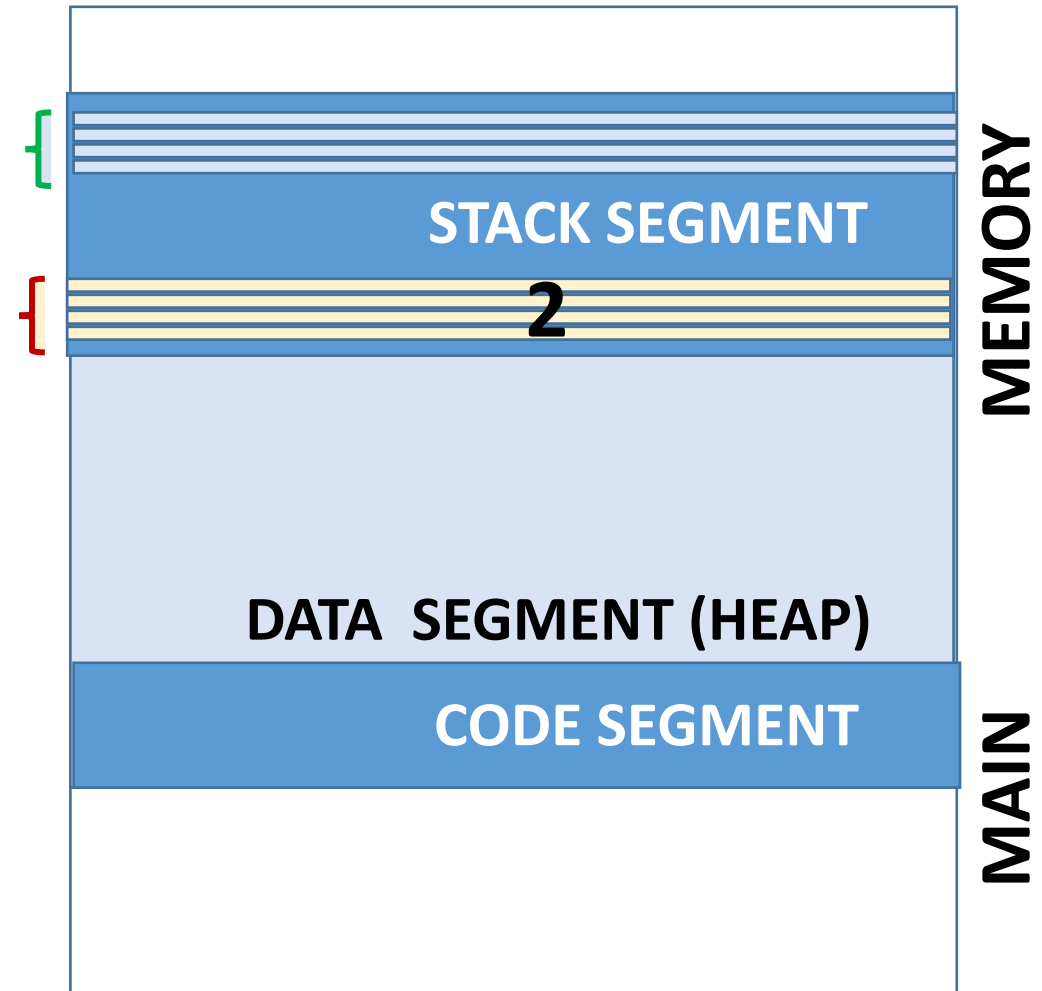 STACK SEGMENT
2
DATA SEGMENT (HEAP)
CODE SEGMENT
MAIN MEMORY